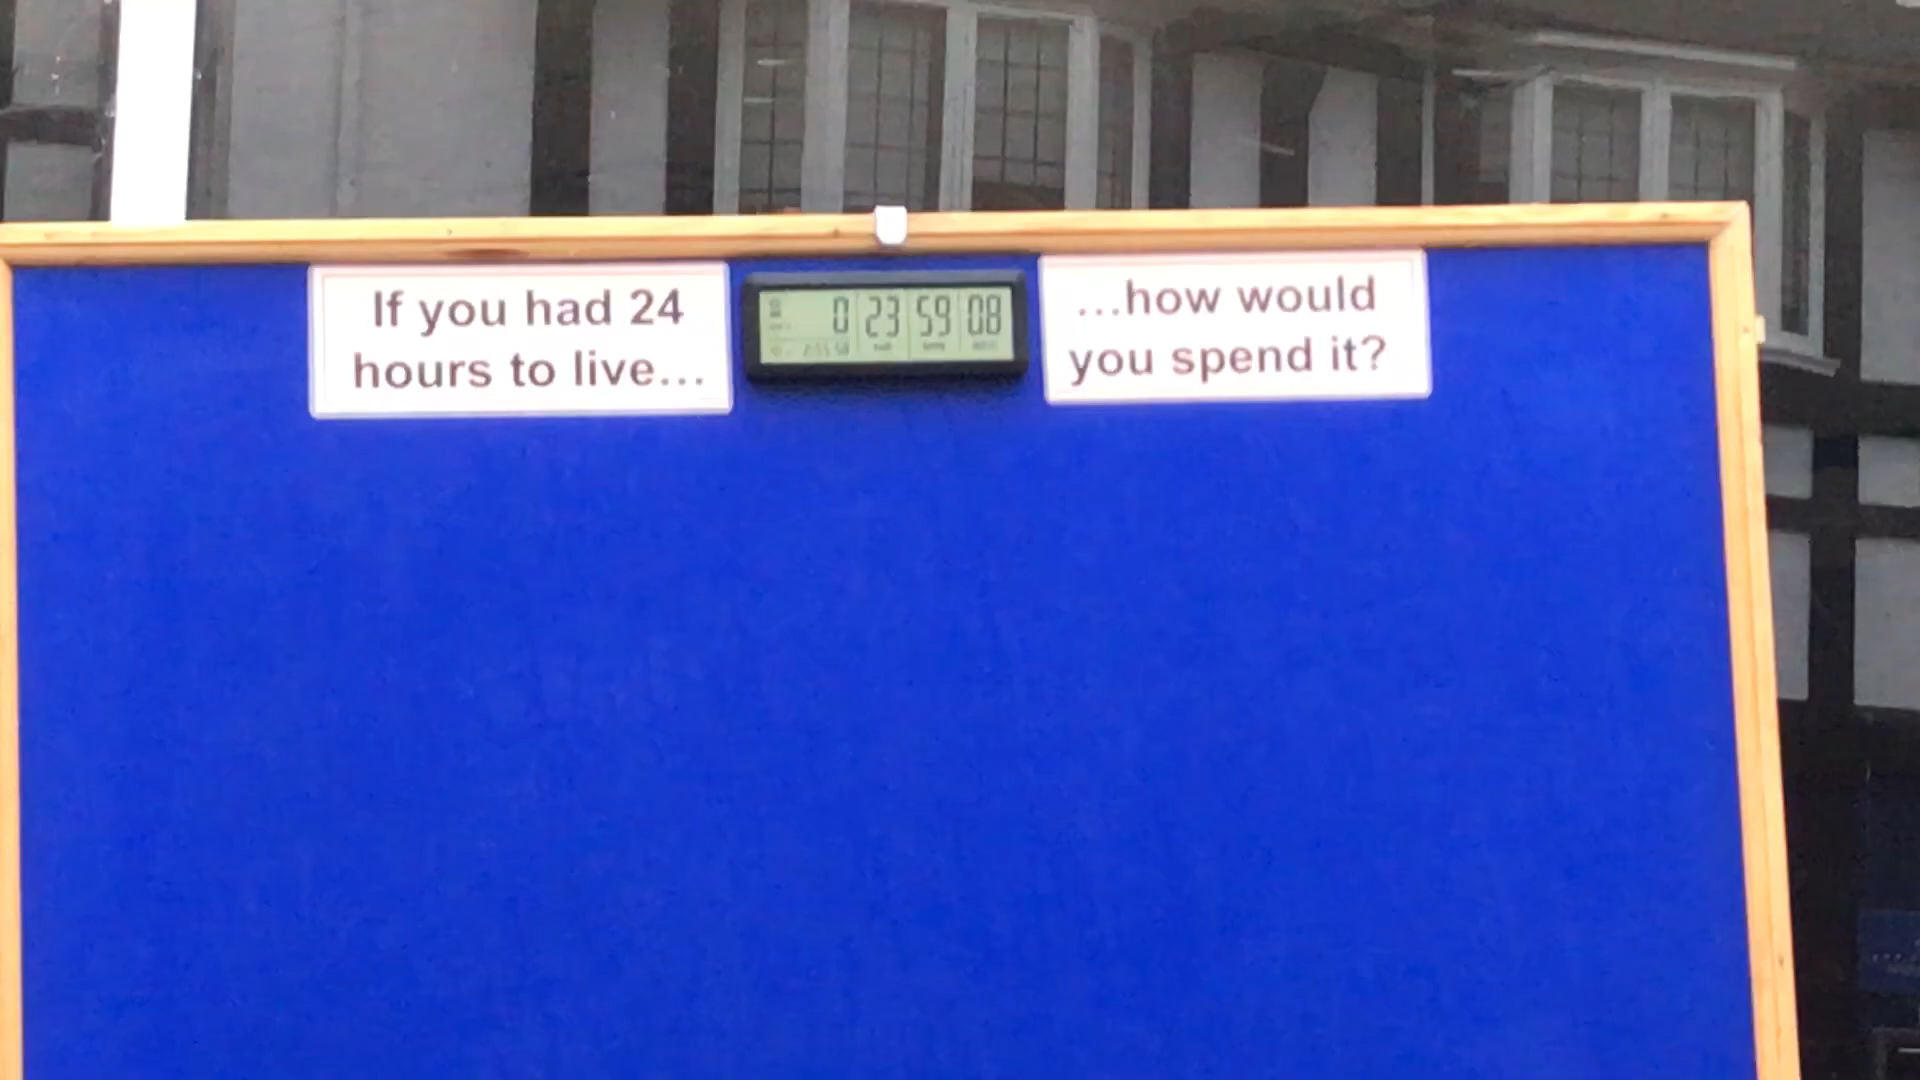 If you had 24
hours to live...
0 23 59 08
...how would
you spend it?